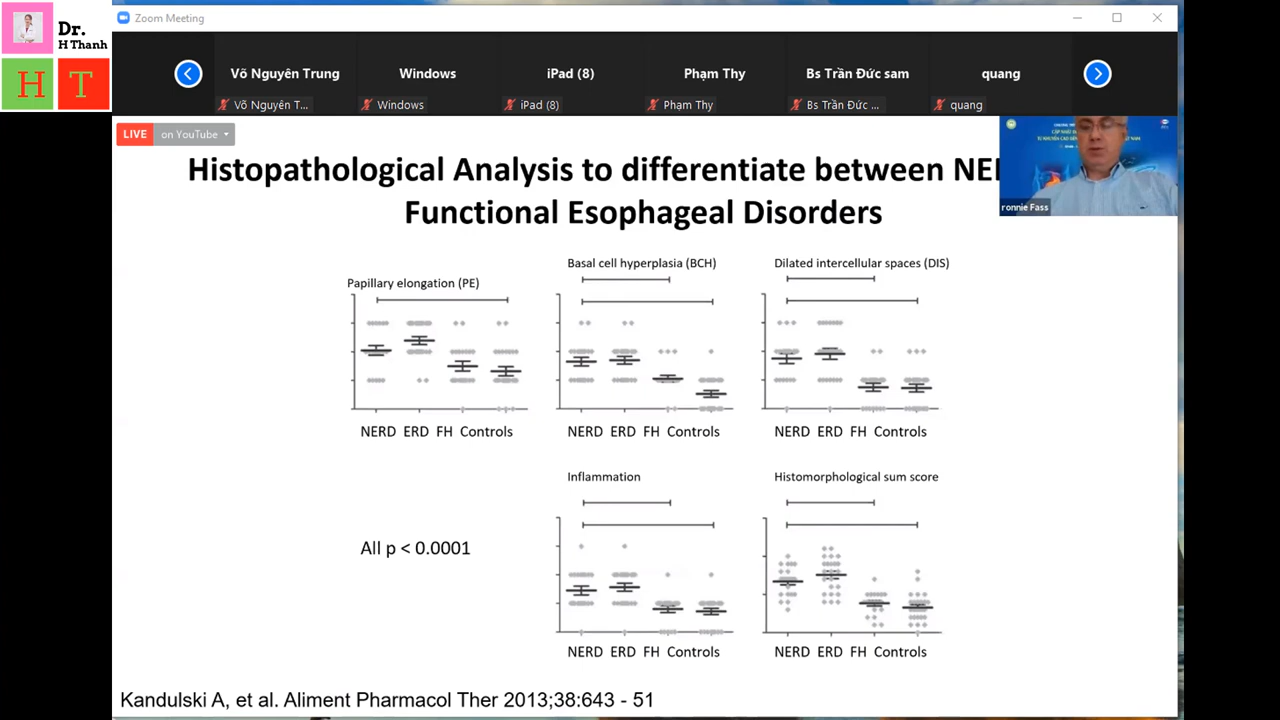 Dr.
H Thanh
H T
Zoom Meeting
Võ Nguyên Trung
Windows
iPad (8)
Phạm Thy
Bs Trần Đức sam
quang
Võ Nguyên T...
Windows
iPad (8)
Phạm Thy
Bs Trần Đức ...
quang
LIVE on YouTube
ronnie Fass
Histopathological Analysis to differentiate between
Functional Esophageal Disorders
Papillary elongation (PE)
Basal cell hyperplasia (BCH)
Dilated intercellular spaces (DIS)
NERD ERD FH Controls
NERD ERD FH Controls
NERD ERD FH Controls
Inflammation
Histomorphological sum score
All p < 0.0001
NERD ERD FH Controls
NERD ERD FH Controls
Kandulski A, et al. Aliment Pharmacol Ther 2013;38:643 - 51